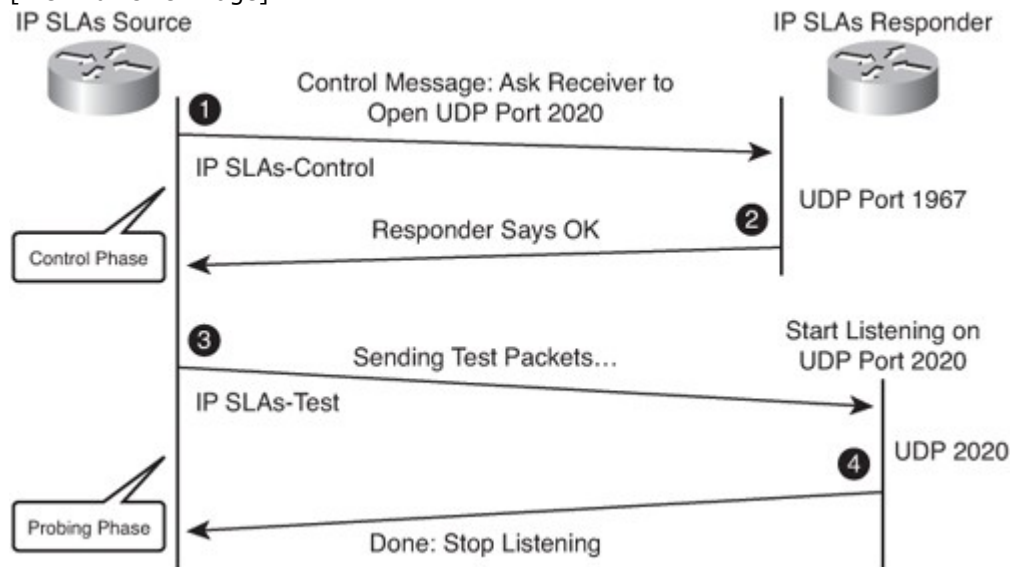 IP SLAs Source
IP SLAs Responder
Control Message: Ask Receiver to
Open UDP Port 2020
1
IP SLAs-Control
UDP Port 1967
2
Responder Says OK
Control Phase
3
Start Listening on
UDP Port 2020
Sending Test Packets...
IP SLAs-Test
UDP 2020
4
Probing Phase
Done: Stop Listening